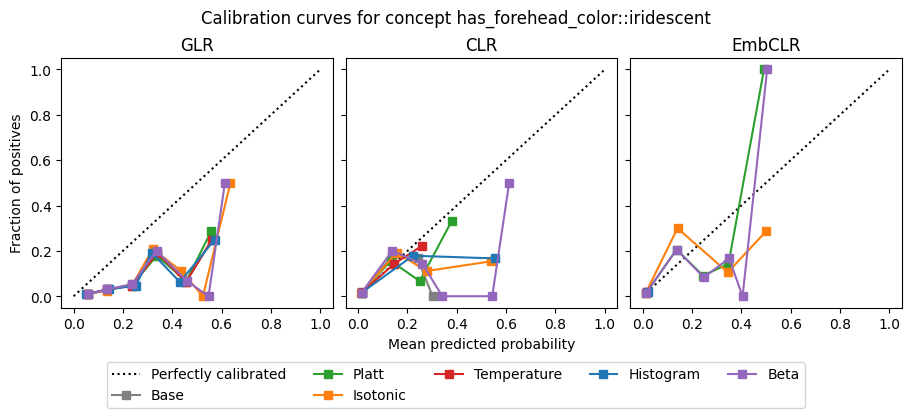 Calibration curves for concept has_forehead_color::iridescent
GLR
CLR
EmbCLR
1.0
0.8
0.6
0.4
0.2
0.0
Fraction of positives
0.0 0.2 0.4 0.6 0.8 1.0
0.0 0.2 0.4 0.6 0.8 1.0
0.0 0.2 0.4 0.6 0.8 1.0
Mean predicted probability
Perfectly calibrated Platt Temperature Histogram Beta
Base Isotonic